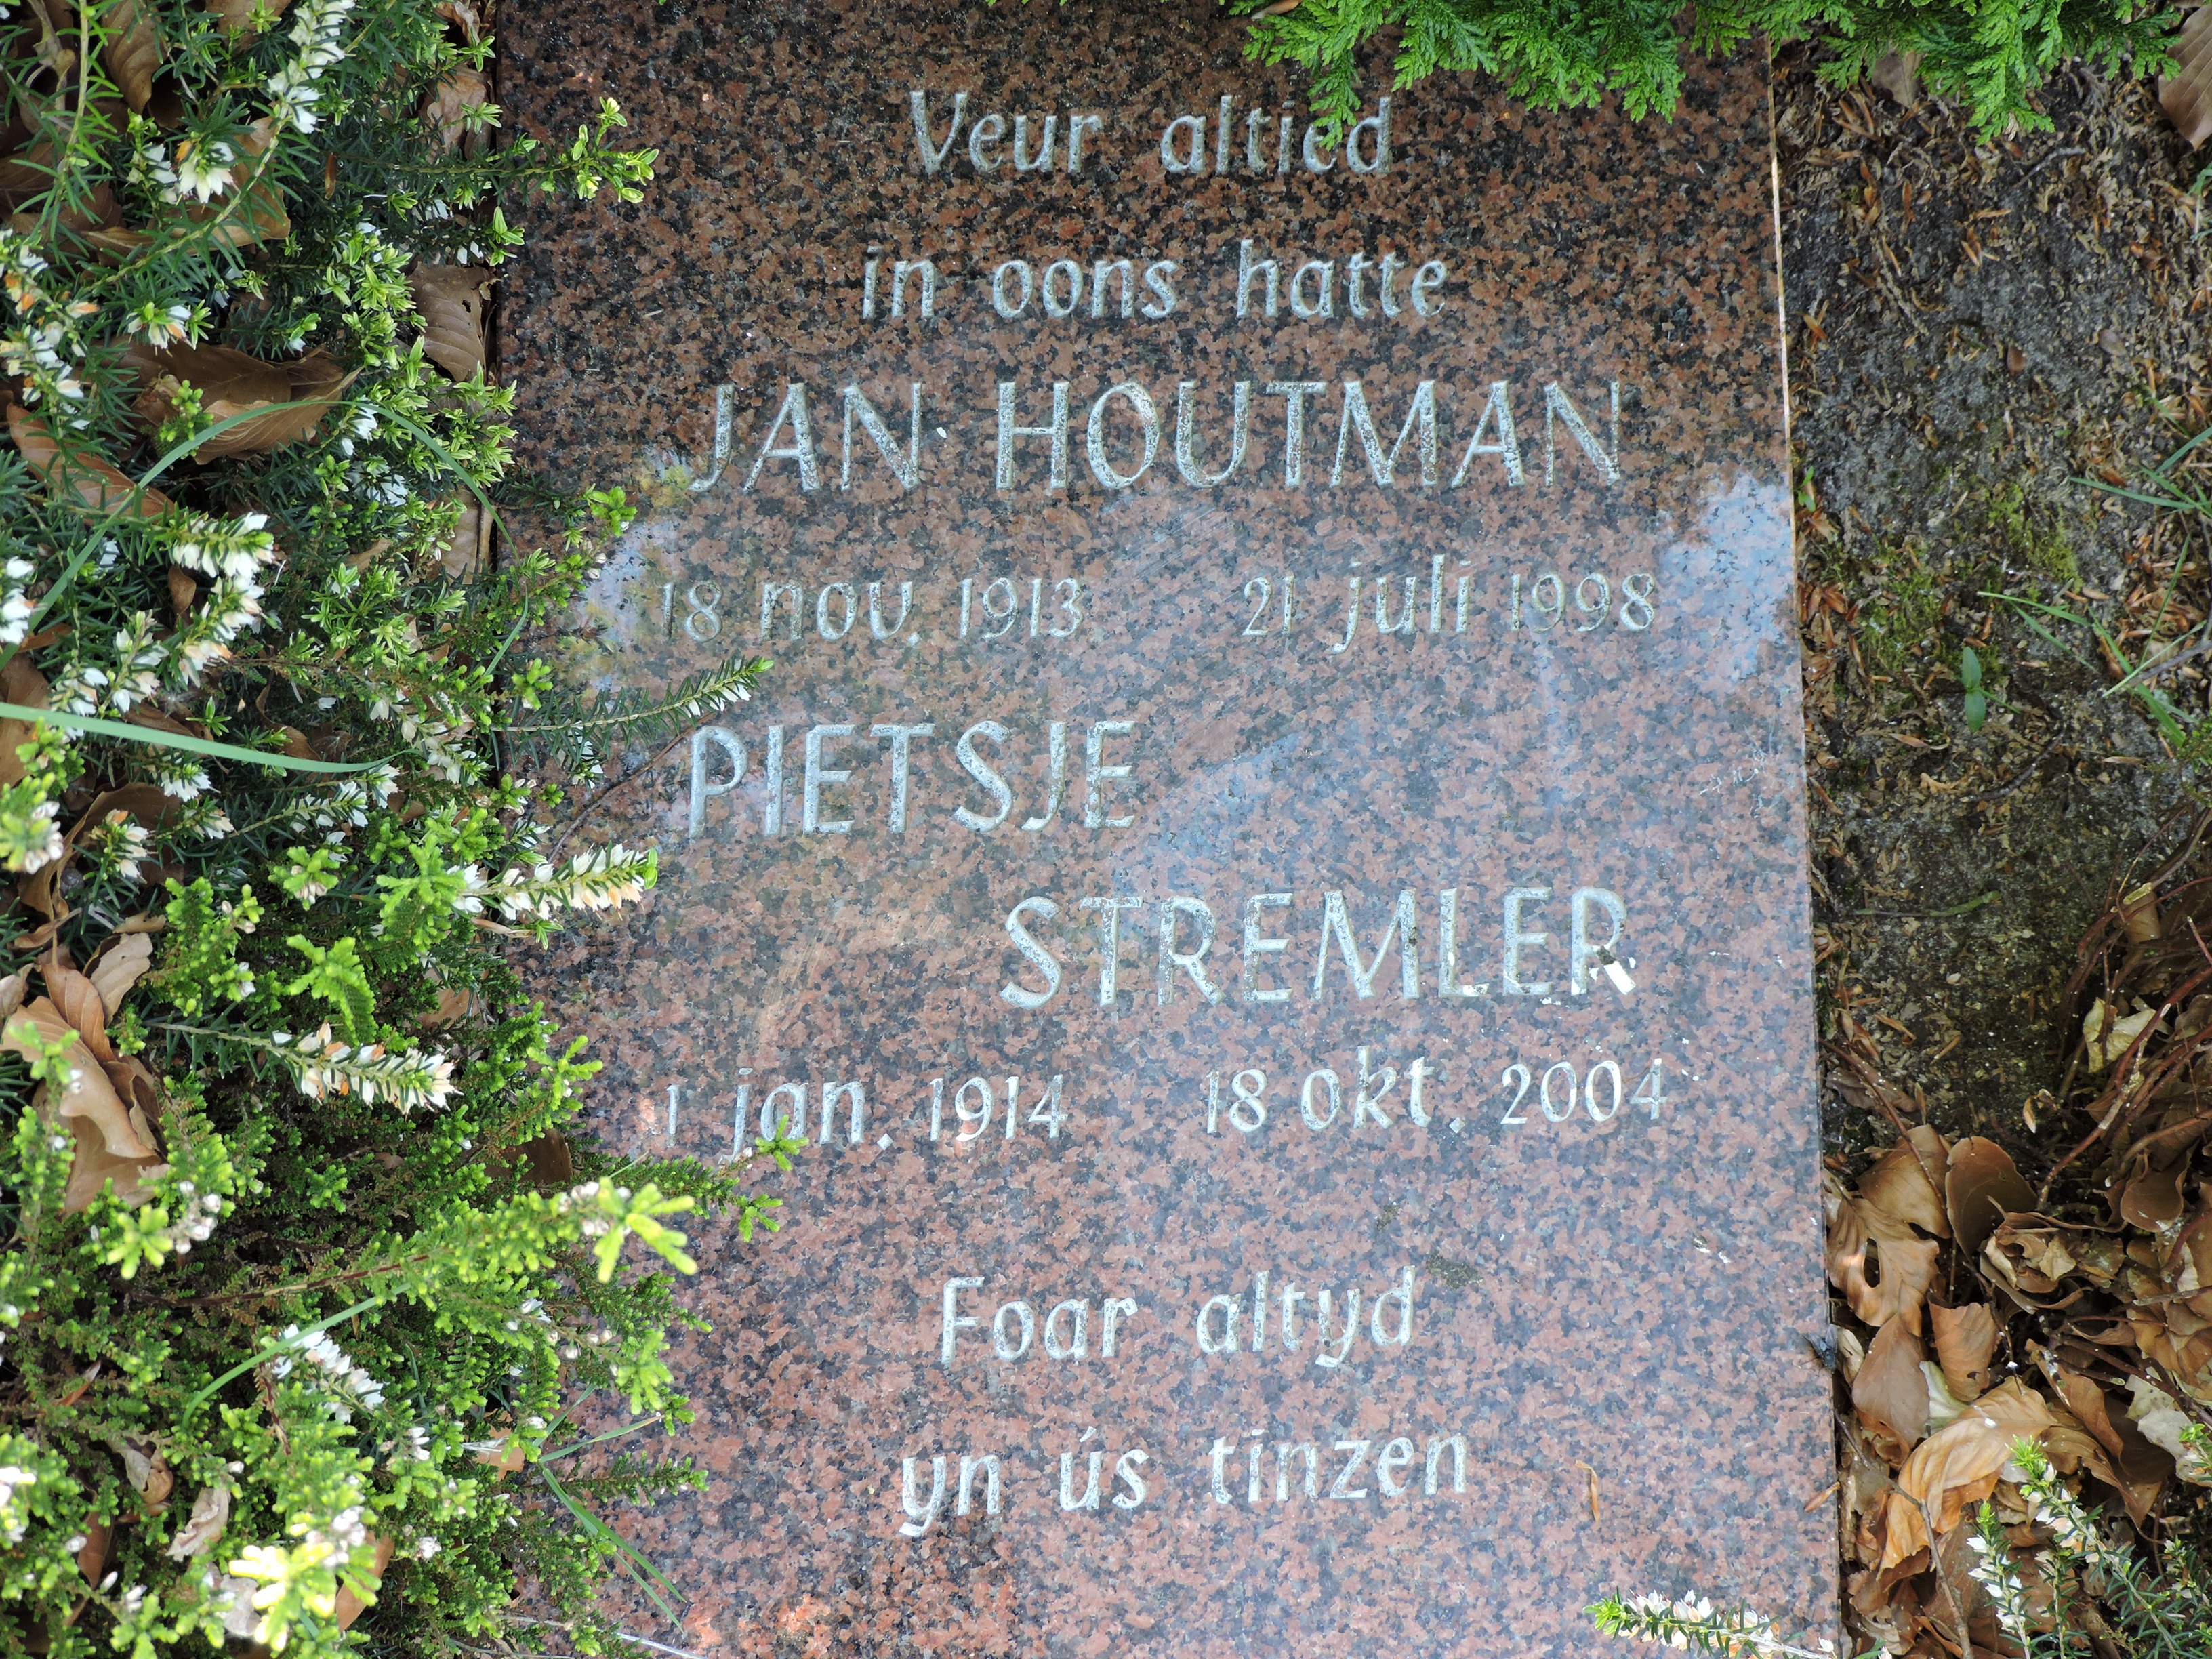 Veur altied
in oons hatte
JAN HOUTMAN
18 nov. 1913 21 juli 1998
PIETSJE
STREMLER
1 jan. 1914 18 okt. 2004
Foar altyd
yn ús tinzen